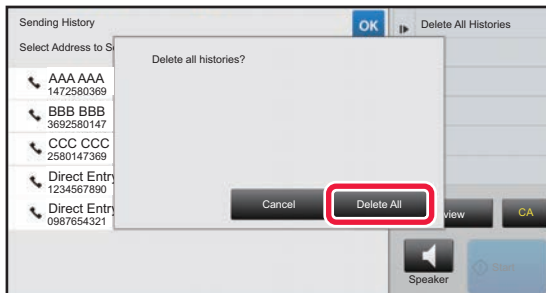 Sending History
OK
Delete All Histories
Select Address to S
Delete all histories?
AAA AAA
1472580369
BBB BBB
3692580147
CCC CCC
2580147369
Direct Entry
1234567890
Direct Entry
0987654321
Cancel
Delete All
view
CA
Speaker
Start